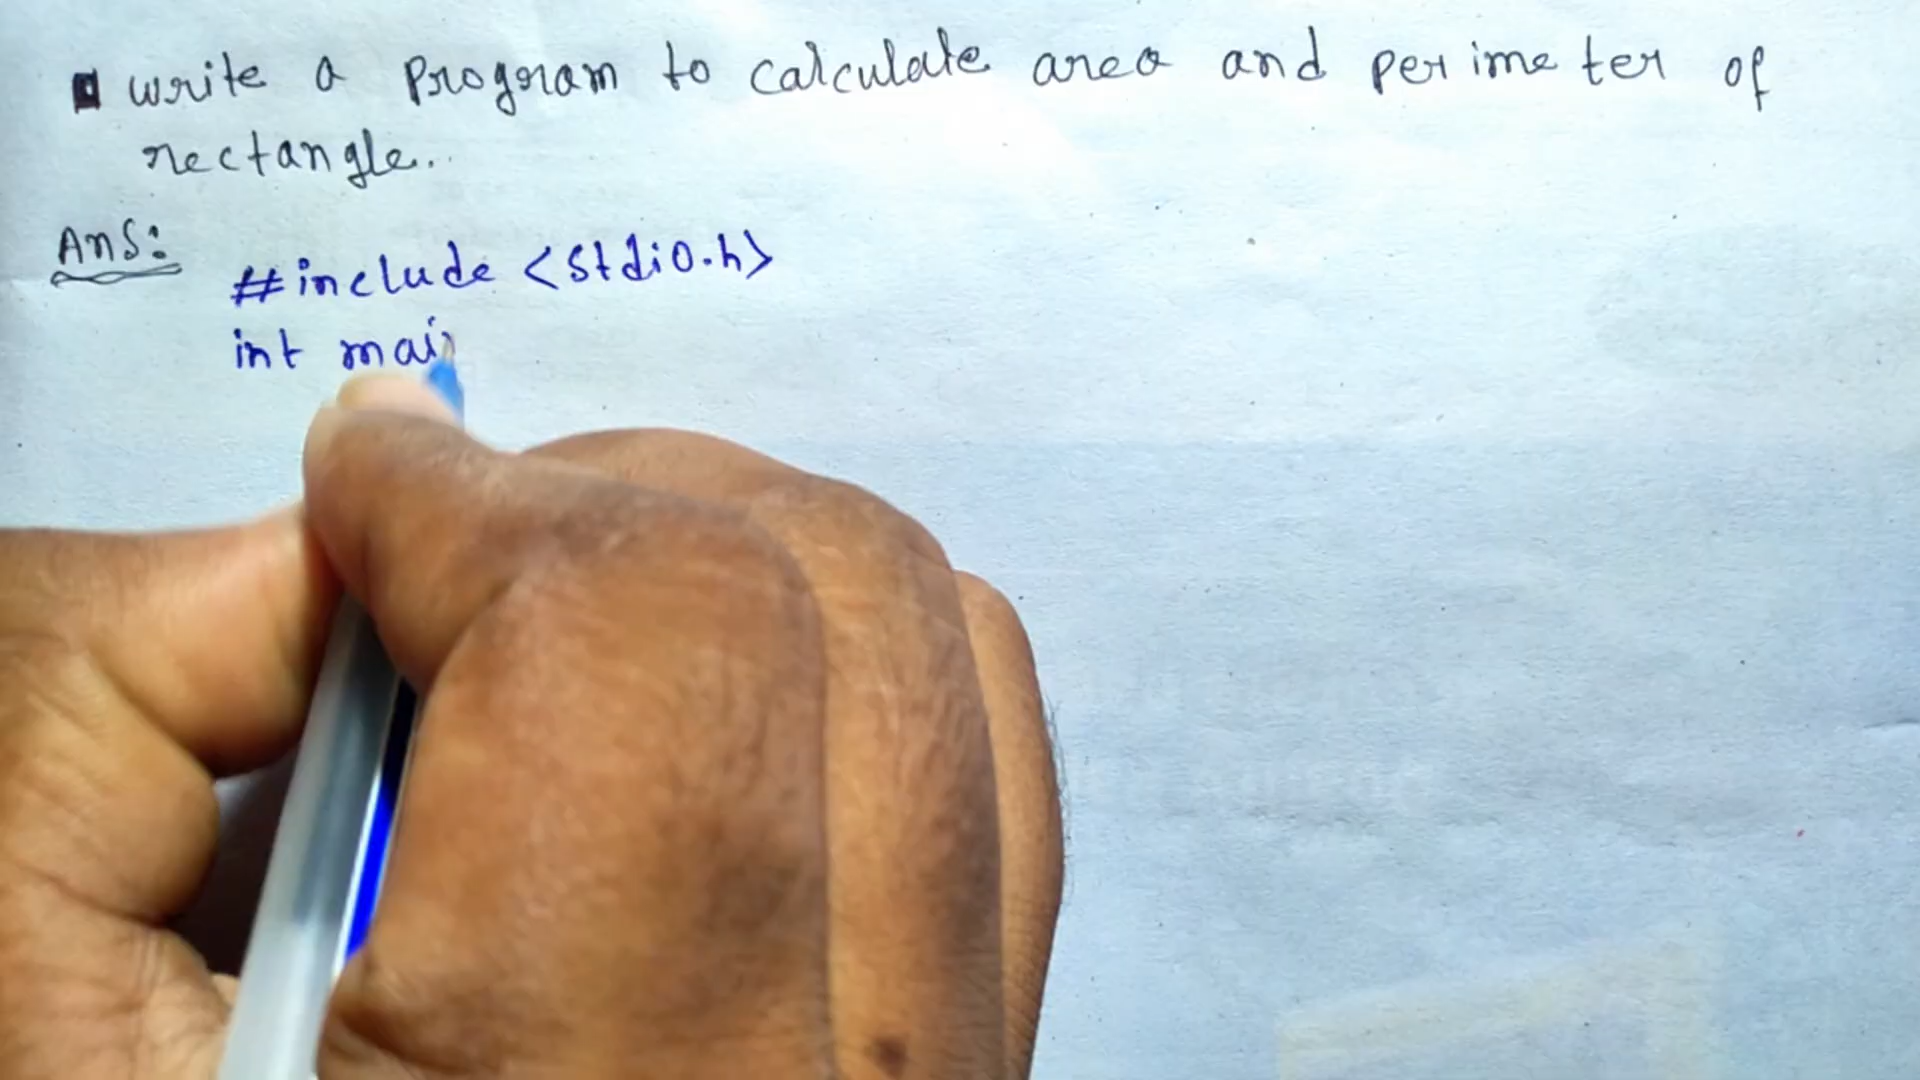 write a program to calculate area and perimeter of
rectangle.
Ans:
#include <stdio.h>
int mai